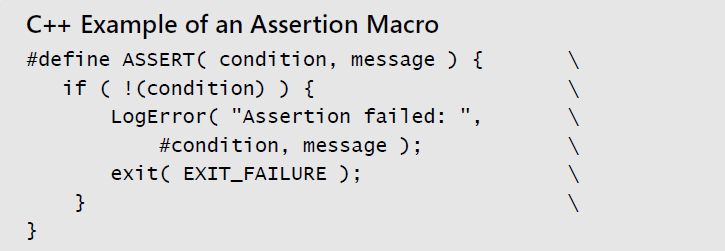 C++ Example of an Assertion Macro
#define ASSERT( condition, message ) {       \
   if ( !(condition) ) {                     \
       LogError( "Assertion failed: ",       \
           #condition, message );            \
       exit( EXIT_FAILURE );                 \
    }                                        \
}